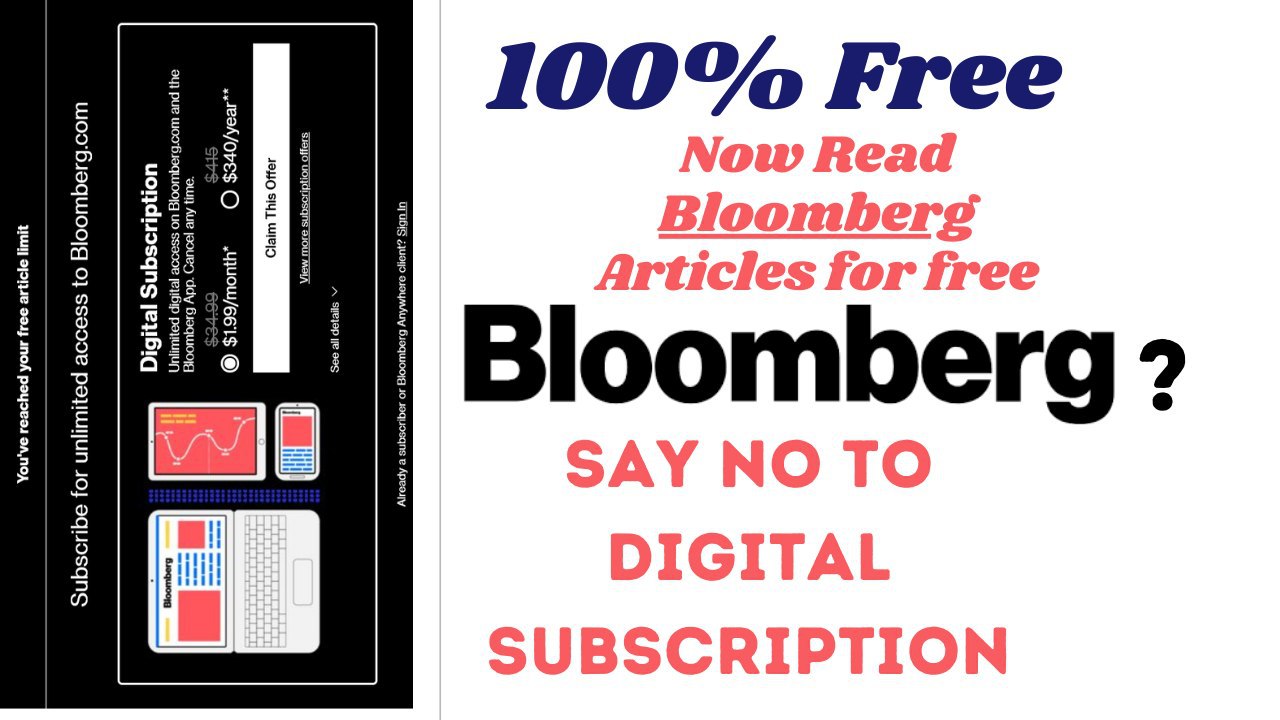 You've reached your free article limit
Subscribe for unlimited access to Bloomberg.com
Digital Subscription
Unlimited digital access on Bloomberg.com and the
Bloomberg App. Cancel any time.
$34.99 $415
$1.99/month* $340/year**
Claim This Offer
View more subscription offers
See all details
Already a subscriber or Bloomberg Anywhere client? Sign In
Bloomberg
Bloomberg
100% Free
Now Read
Bloomberg
Articles for free
Bloomberg ?
SAY NO TO
DIGITAL
SUBSCRIPTION